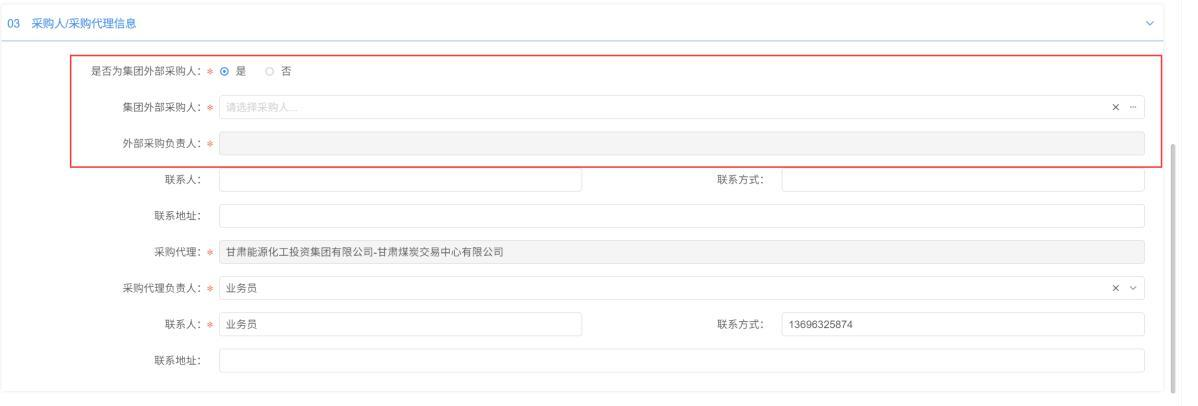 03 采购人/采购代理信息
是否为集团外部采购人：* 是 否
集团外部采购人：* 请选择采购人...
外部采购负责人：*
联系人： 联系方式：
联系地址：
采购代理：* 甘肃能源化工投资集团有限公司-甘肃煤炭交易中心有限公司
采购代理负责人：* 业务员
联系人：* 业务员 联系方式： 13696325874
联系地址：